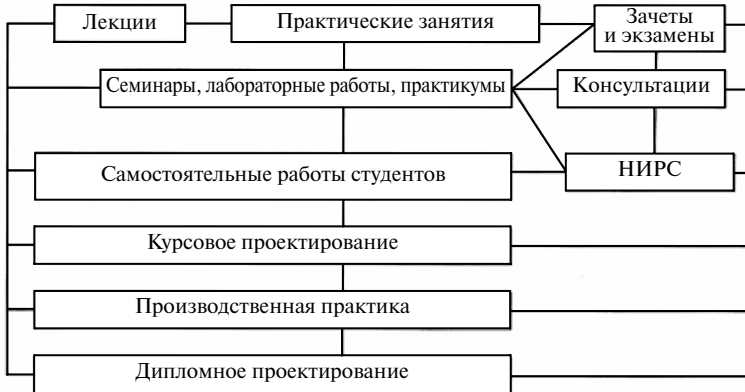 Лекции
Практические занятия
Зачеты
и экзамены
Семинары, лабораторные работы, практикумы
Консультации
Самостоятельные работы студентов
НИРС
Курсовое проектирование
Производственная практика
Дипломное проектирование